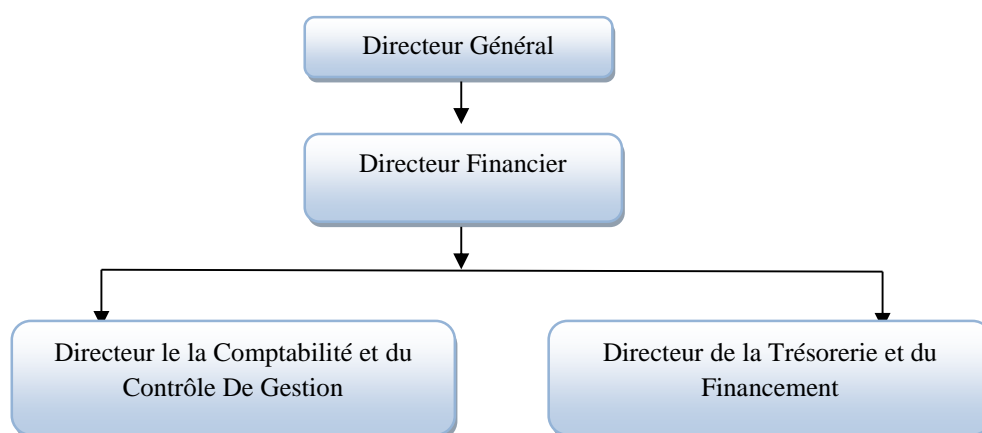 Directeur Général
Directeur Financier
Directeur le la Comptabilité et du
Contrôle De Gestion
Directeur de la Trésorerie et du
Financement